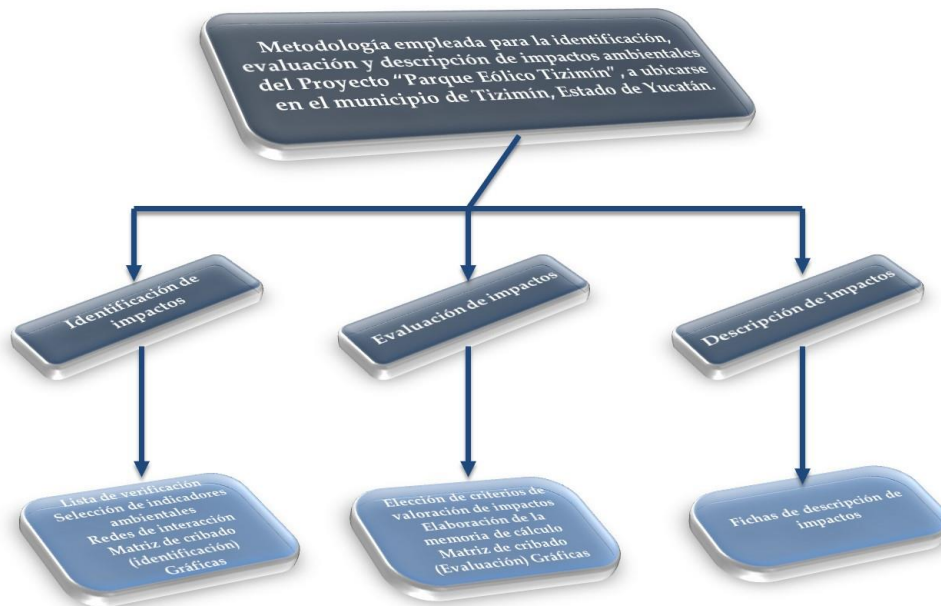 Metodología empleada para la identificación,
evaluación y descripción de impactos ambientales
del Proyecto “Parque Eólico Tizimín” , a ubicarse
en el municipio de Tizimín, Estado de Yucatán.
Identificación de
impactos
Evaluación de impactos
Descripción de impactos
Lista de verificación
Selección de indicadores
ambientales
Redes de interacción
Matriz de cribado
(identificación)
Gráficas
Elección de criterios de
valoración de impactos
Elaboración de la
memoria de cálculo
Matriz de cribado
(Evaluación) Gráficas
Fichas de descripción de
impactos